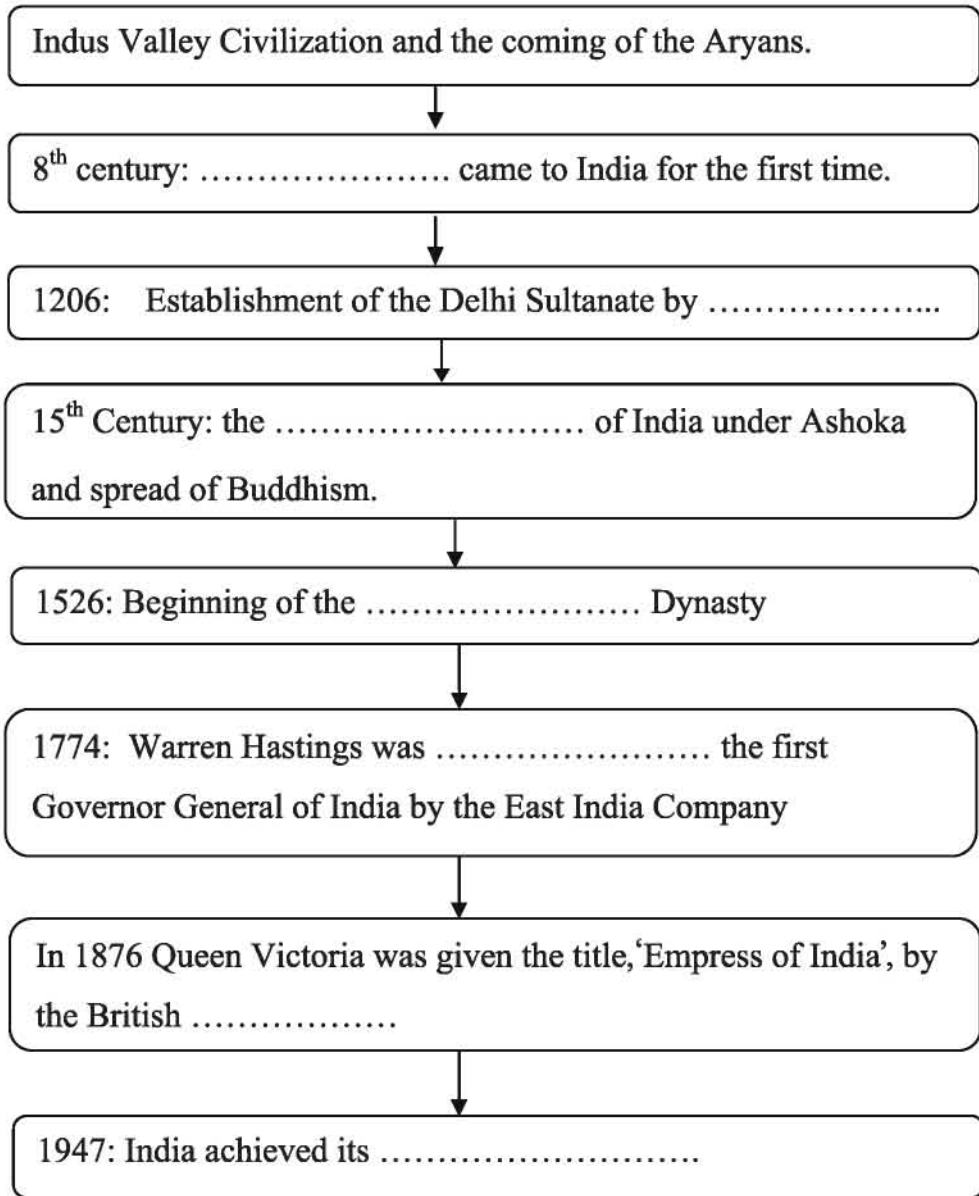 Indus Valley Civilization and the coming of the Aryans.
8th century: ………………….. came to India for the first time.
1206: Establishment of the Delhi Sultanate by …………………...
15th Century: the ……………………….. of India under Ashoka
and spread of Buddhism.
1526: Beginning of the …………………….. Dynasty
1774: Warren Hastings was …………………….. the first
Governor General of India by the East India Company
In 1876 Queen Victoria was given the title, ‘Empress of India’, by
the British ………………
1947: India achieved its ………………………….